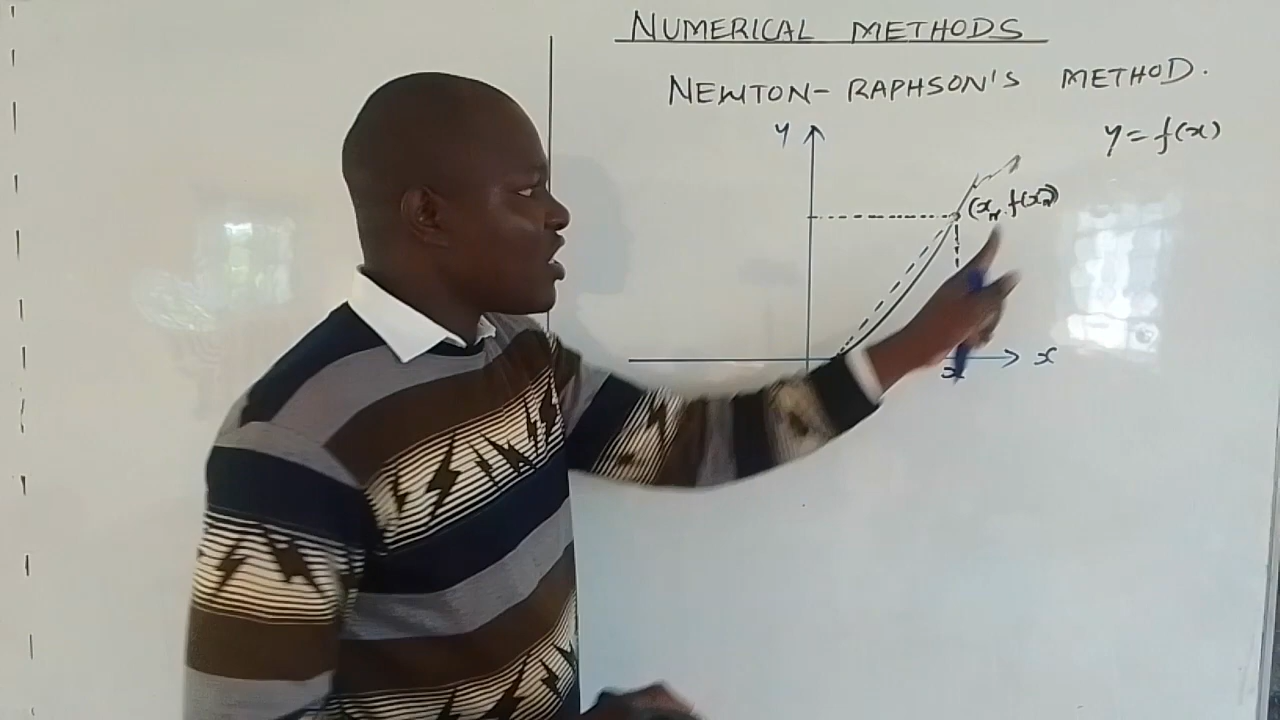 NUMERICAL METHODS
NEWTON-RAPHSON'S METHOD.
y = f(x)
y
(xₙ, f(xₙ))
x
x